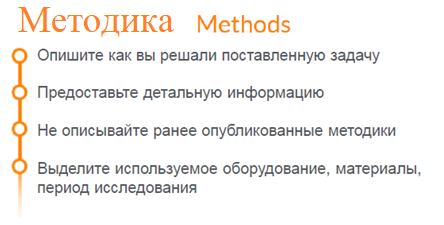 Методика Methods
Опишите как вы решали поставленную задачу
Предоставьте детальную информацию
Не описывайте ранее опубликованные методики
Выделите используемое оборудование, материалы,
период исследования